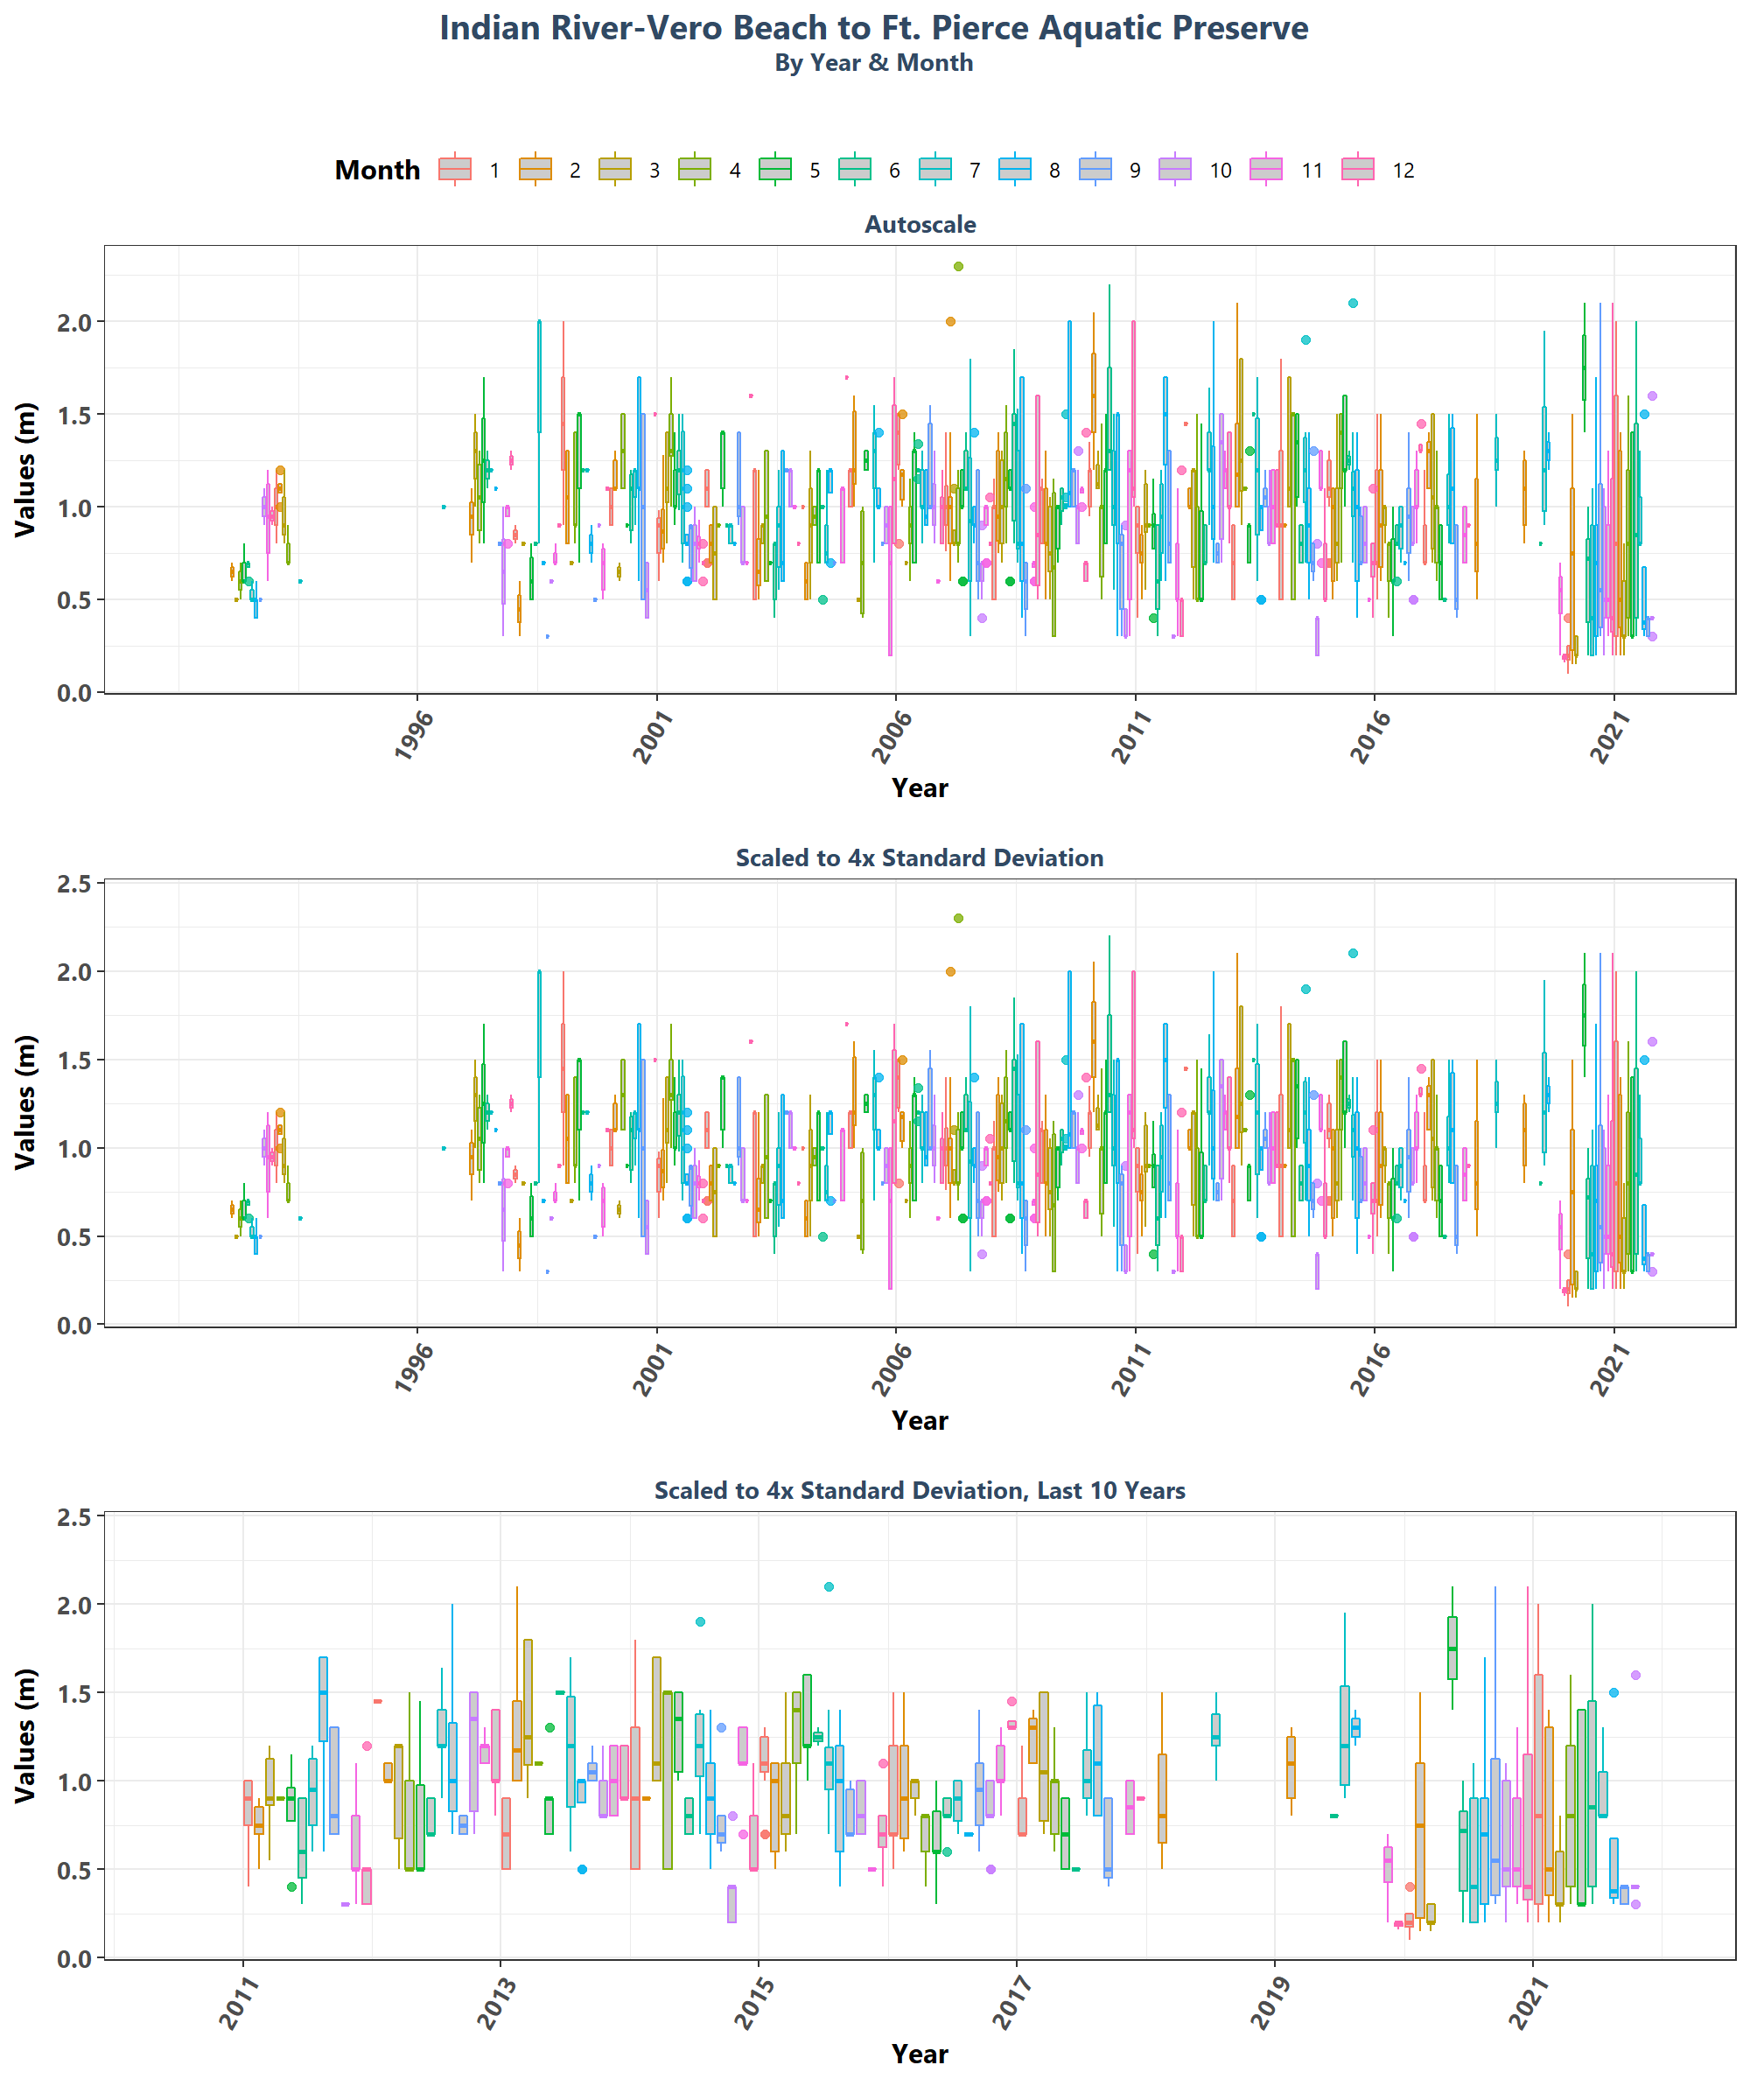 Indian River-Vero Beach to Ft. Pierce Aquatic Preserve
By Year & Month
Month 1 2 3 4 5 6 7 8 9 10 11 12
Autoscale
Values (m)
2.0
1.5
1.0
0.5
0.0
1996 2001 2006 2011 2016 2021
Year
Scaled to 4x Standard Deviation
Values (m)
2.5
2.0
1.5
1.0
0.5
0.0
1996 2001 2006 2011 2016 2021
Year
Scaled to 4x Standard Deviation, Last 10 Years
Values (m)
2.5
2.0
1.5
1.0
0.5
0.0
2011 2013 2015 2017 2019 2021
Year